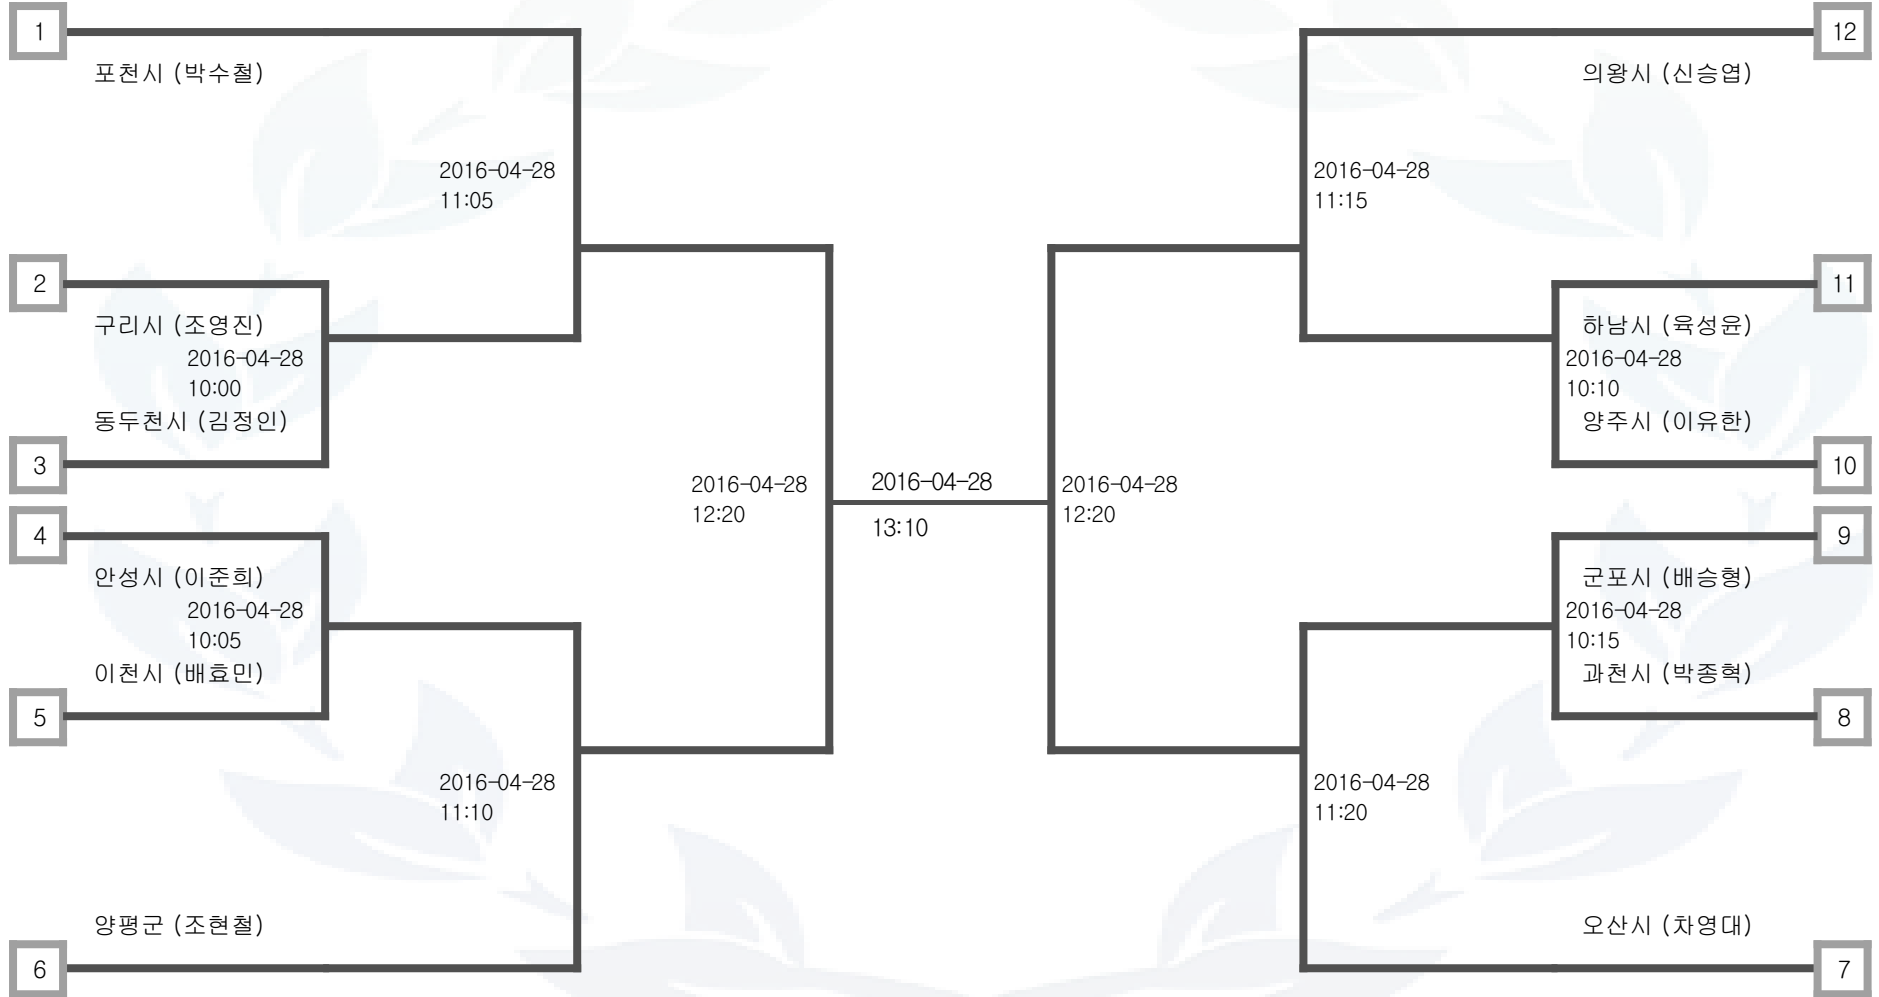 1
포천시 (박수철)
2016-04-28
11:05
2
구리시 (조영진)
2016-04-28
10:00
동두천시 (김정인)
3
2016-04-28
12:20
4
안성시 (이준희)
2016-04-28
10:05
이천시 (배효민)
5
2016-04-28
11:10
양평군 (조현철)
6
2016-04-28
13:10
12
의왕시 (신승엽)
2016-04-28
11:15
11
하남시 (육성윤)
2016-04-28
10:10
양주시 (이유한)
10
2016-04-28
12:20
9
군포시 (배승형)
2016-04-28
10:15
과천시 (박종혁)
8
2016-04-28
11:20
오산시 (차영대)
7